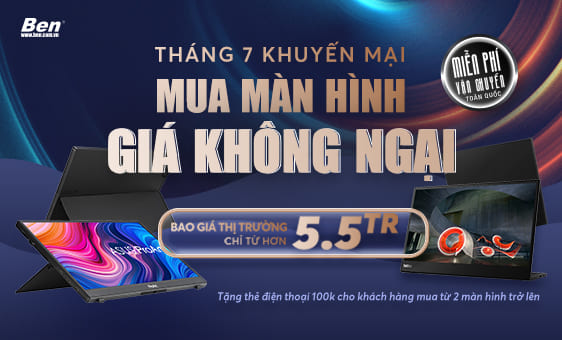 Ben
www.ben.com.vn
THÁNG 7 KHUYẾN MẠI
MIỄN PHÍ
VẬN CHUYỂN
TOÀN QUỐC
MUA MÀN HÌNH
GIÁ KHÔNG NGẠI
BAO GIÁ THỊ TRƯỜNG
CHỈ TỪ HƠN
5.5TR
ASUS ProArt
Tặng thẻ điện thoại 100k cho khách hàng mua từ 2 màn hình trở lên